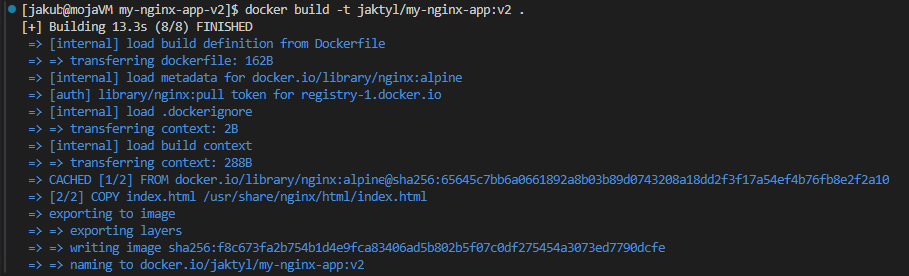 [jakub@mojaVM my-nginx-app-v2]$ docker build -t jaktyl/my-nginx-app:v2 .
[+] Building 13.3s (8/8) FINISHED
=> [internal] load build definition from Dockerfile
=> => transferring dockerfile: 162B
=> [internal] load metadata for docker.io/library/nginx:alpine
=> [auth] library/nginx:pull token for registry-1.docker.io
=> [internal] load .dockerignore
=> => transferring context: 2B
=> [internal] load build context
=> => transferring context: 288B
=> CACHED [1/2] FROM docker.io/library/nginx:alpine@sha256:65645c7bb6a0661892a8b03b89d0743208a18dd2f3f17a54ef4b76fb8e2f2a10
=> [2/2] COPY index.html /usr/share/nginx/html/index.html
=> exporting to image
=> => exporting layers
=> => writing image sha256:f8c673fa2b754b1d4e9fca83406ad5b802b5f07c0df275454a3073ed7790dcfe
=> => naming to docker.io/jaktyl/my-nginx-app:v2